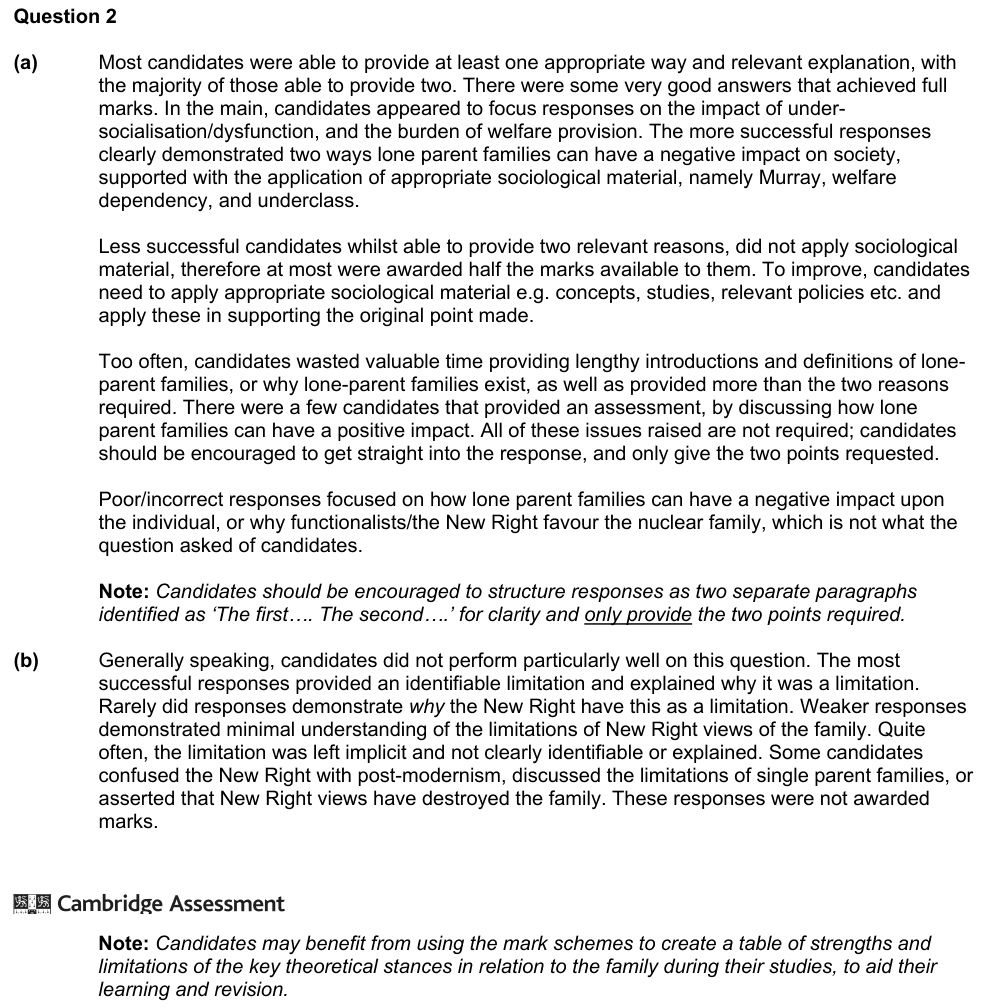 Question 2
(a) Most candidates were able to provide at least one appropriate way and relevant explanation, with
the majority of those able to provide two. There were some very good answers that achieved full
marks. In the main, candidates appeared to focus responses on the impact of under-
socialisation/dysfunction, and the burden of welfare provision. The more successful responses
clearly demonstrated two ways lone parent families can have a negative impact on society,
supported with the application of appropriate sociological material, namely Murray, welfare
dependency, and underclass.
Less successful candidates whilst able to provide two relevant reasons, did not apply sociological
material, therefore at most were awarded half the marks available to them. To improve, candidates
need to apply appropriate sociological material e.g. concepts, studies, relevant policies etc. and
apply these in supporting the original point made.
Too often, candidates wasted valuable time providing lengthy introductions and definitions of lone-
parent families, or why lone-parent families exist, as well as provided more than the two reasons
required. There were a few candidates that provided an assessment, by discussing how lone
parent families can have a positive impact. All of these issues raised are not required; candidates
should be encouraged to get straight into the response, and only give the two points requested.
Poor/incorrect responses focused on how lone parent families can have a negative impact upon
the individual, or why functionalists/the New Right favour the nuclear family, which is not what the
question asked of candidates.
Note: Candidates should be encouraged to structure responses as two separate paragraphs
identified as ‘The first…. The second….’ for clarity and only provide the two points required.
(b) Generally speaking, candidates did not perform particularly well on this question. The most
successful responses provided an identifiable limitation and explained why it was a limitation.
Rarely did responses demonstrate why the New Right have this as a limitation. Weaker responses
demonstrated minimal understanding of the limitations of New Right views of the family. Quite
often, the limitation was left implicit and not clearly identifiable or explained. Some candidates
confused the New Right with post-modernism, discussed the limitations of single parent families, or
asserted that New Right views have destroyed the family. These responses were not awarded
marks.
Cambridge Assessment
Note: Candidates may benefit from using the mark schemes to create a table of strengths and
limitations of the key theoretical stances in relation to the family during their studies, to aid their
learning and revision.